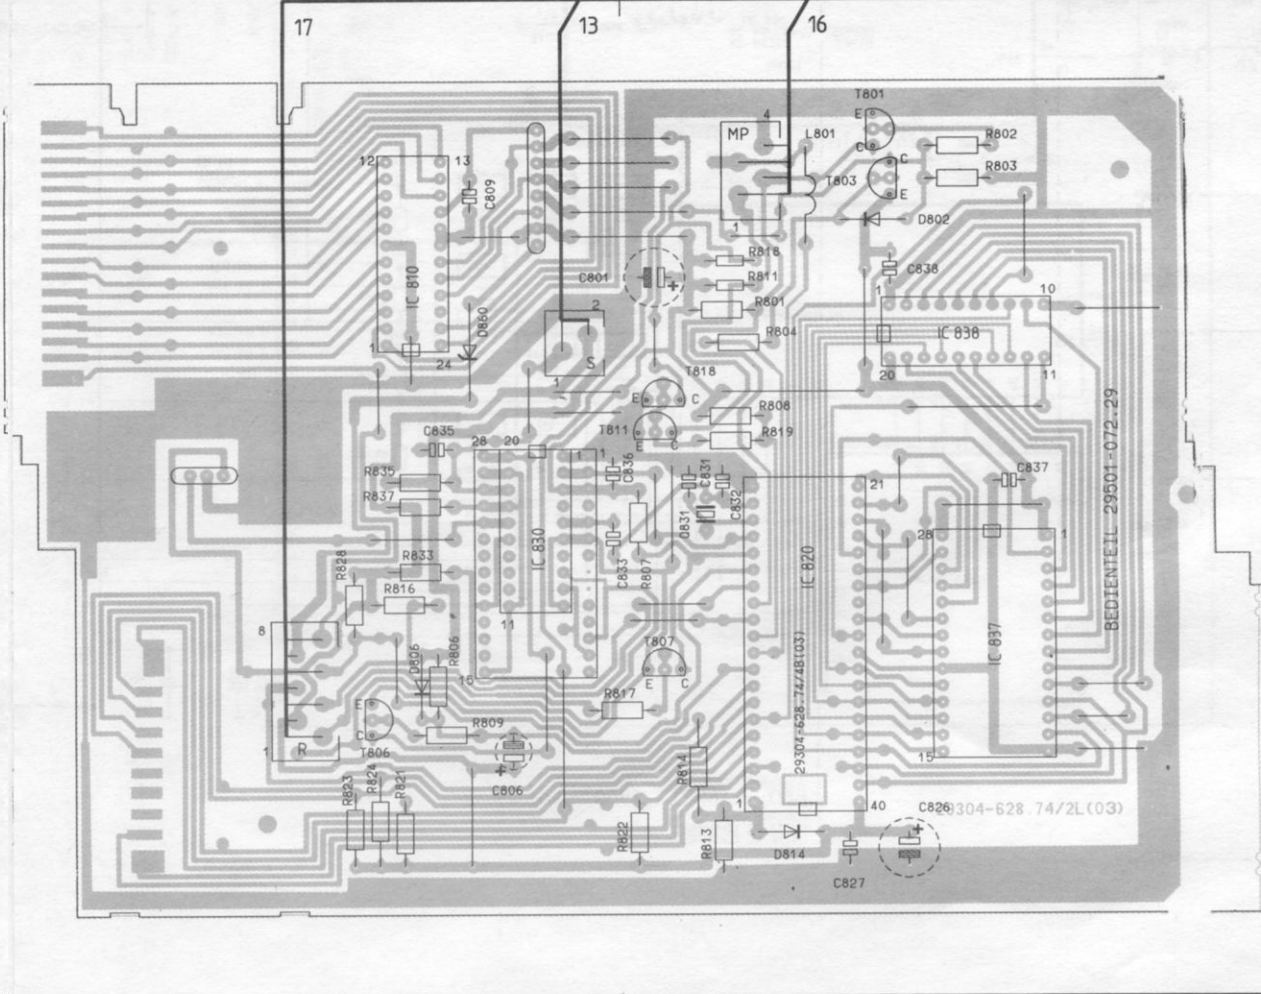 17
13
16
T801
E
C
MP
4
L801
R802
12
13
C809
C
T803
E
R803
1
D802
R818
C801
+
R811
C838
IC 810
R801
1
10
2
D860
R804
IC 838
S
1
24
1
T818
20
11
E
C
R808
T811
E
C
R819
C835
28
20
1
1
R835
C836
C831
C832
21
C837
R837
Q831
R828
R833
IC 830
C833
R807
IC 820
28
1
BEDIENTEIL 29501-072.29
R816
11
8
T807
IC 837
D806
R806
15
E
C
R817
29304-628.74/48(03)
E
C
T806
R809
1
R
+
C806
R814
15
R823
R824
R821
1
40
C826
29304-628.74/2L(03)
R822
R813
D814
C827
+